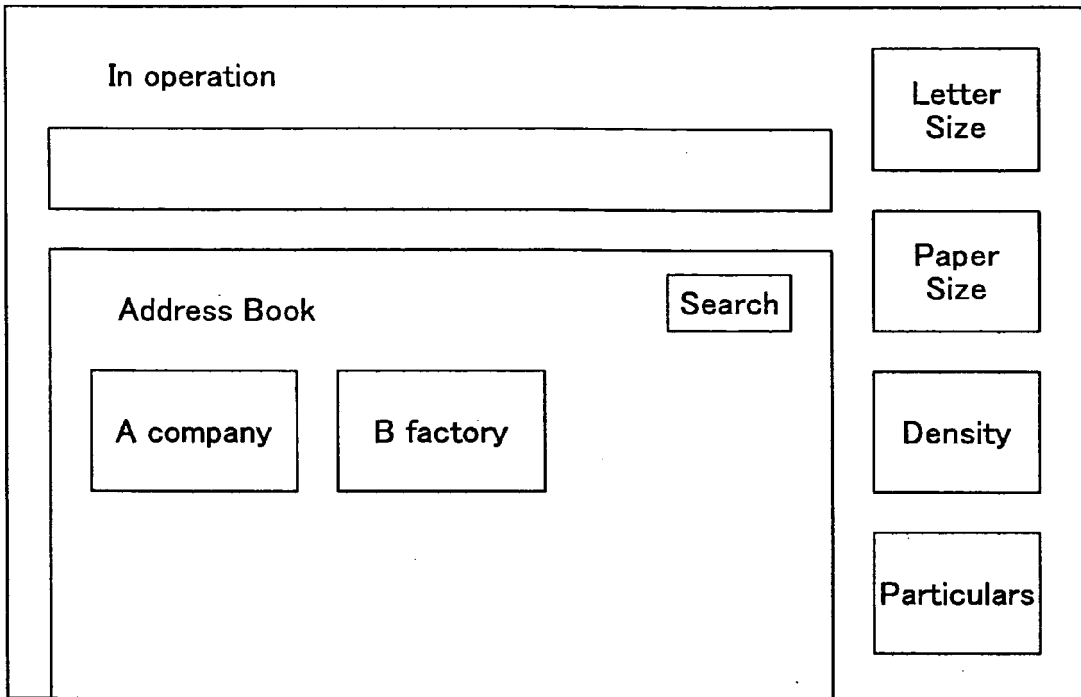 In operation
Address Book
Search
A company
B factory
Letter
Size
Paper
Size
Density
Particulars